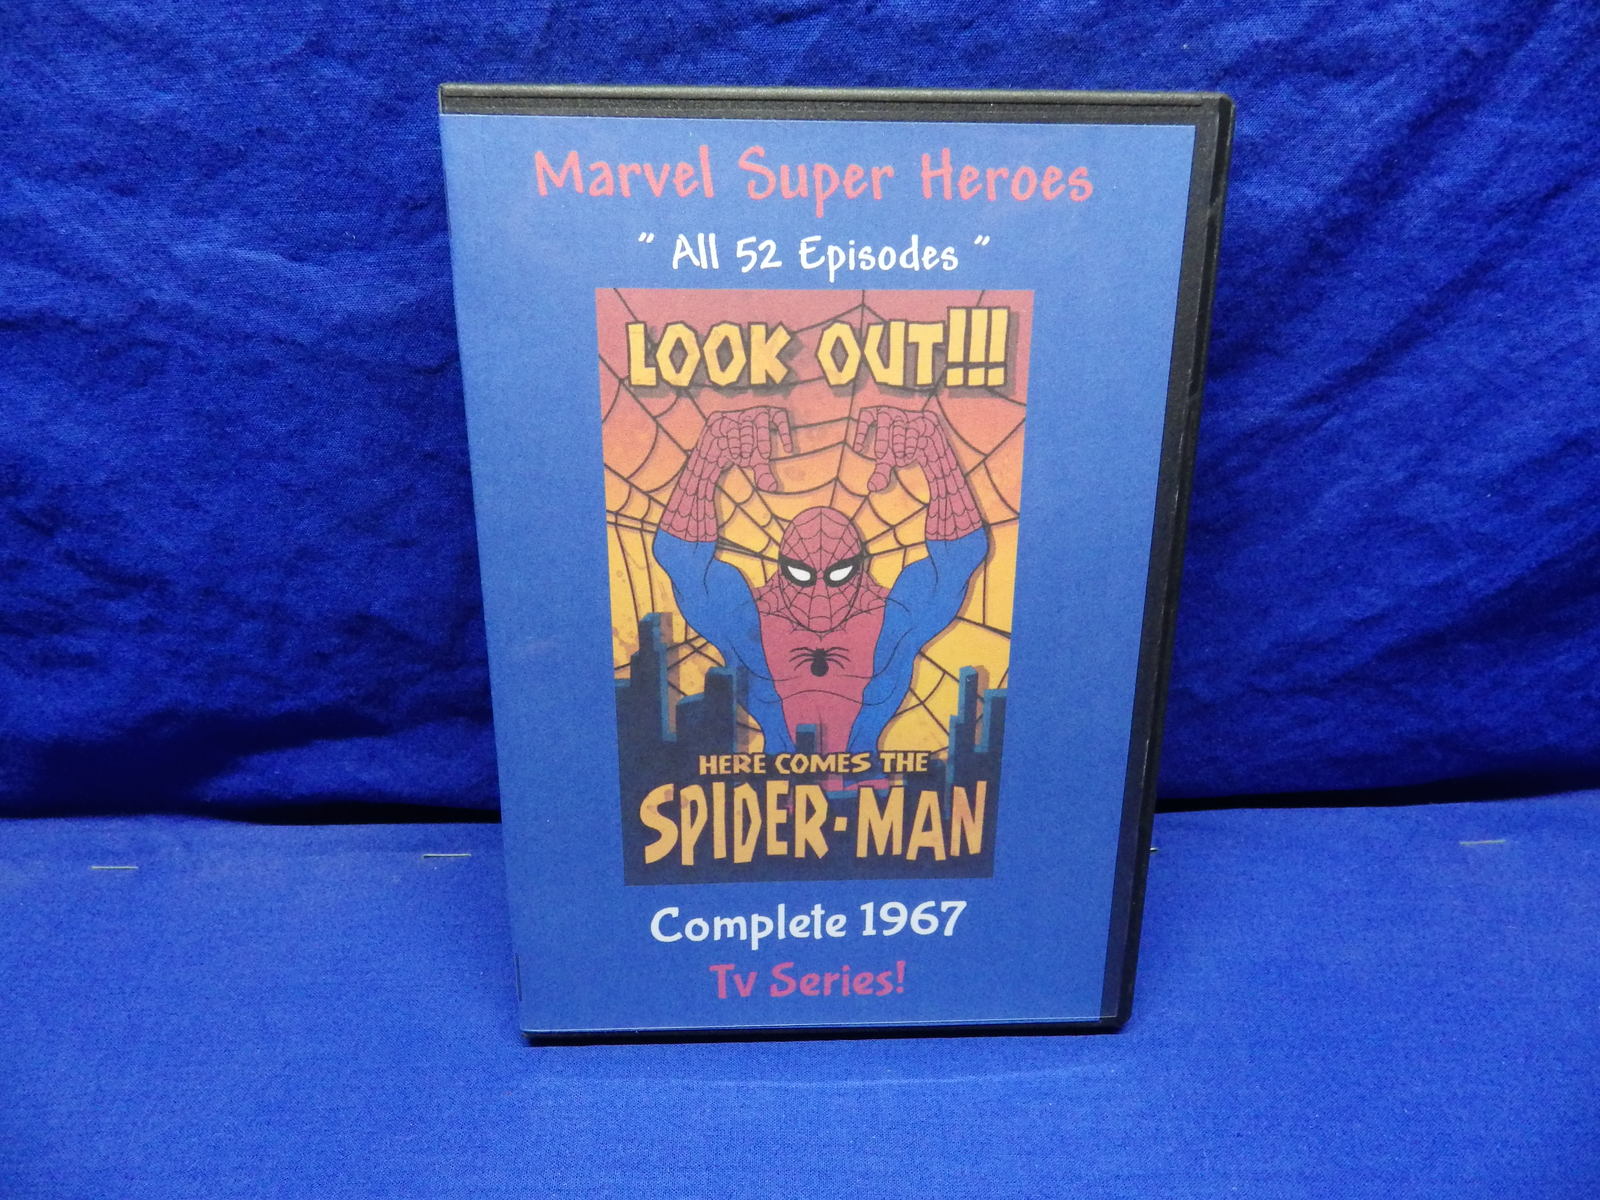 Marvel Super Heroes
" All 52 Episodes "
LOOK OUT!!!
HERE COMES THE
SPIDER-MAN
Complete 1967
Tv Series!